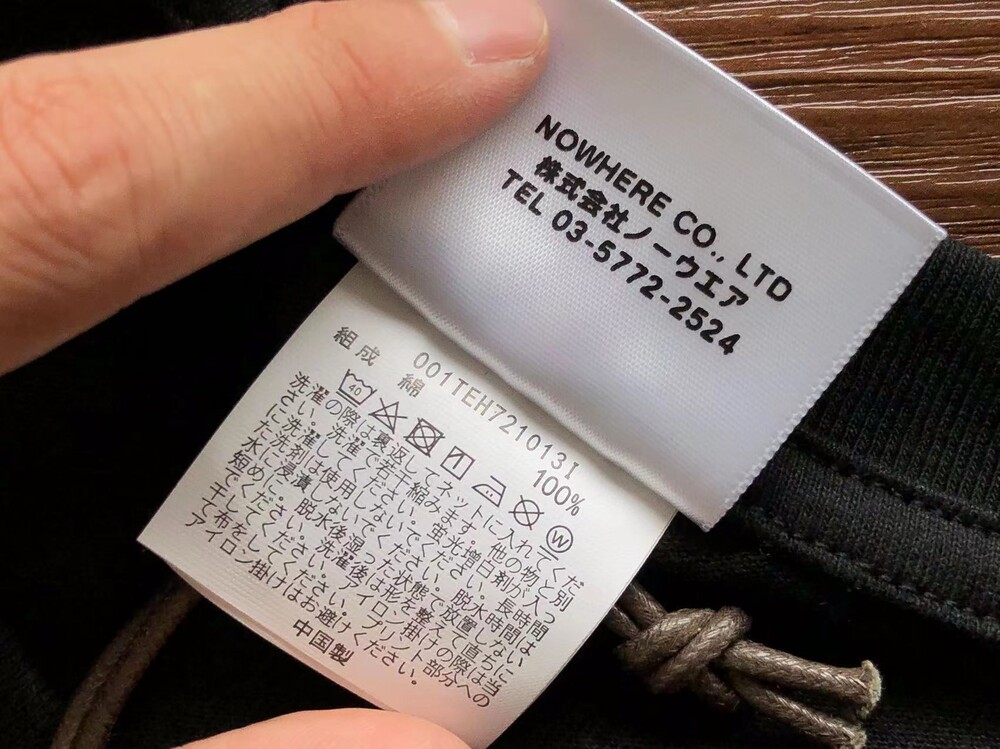 NOWHERE CO., LTD
株式会社ノーウエア
TEL 03-5772-2524
001TEH721013I
組成 綿 100%
40
W
洗濯の際は裏返してネットに入れてくだ
さい。洗濯で若干縮みます。他の物と別
に洗濯してください。蛍光増白剤が入っ
た洗剤は使用しないでください。長時間
水に浸漬しないでください。脱水時間は
短めにしてください。脱水後湿った状態で放置しない
でください。洗濯後は形を整えて直ちに
干してください。アイロン掛けの際は当
て布をしてください。プリント部分への
アイロン掛けはお避けください。
中国製